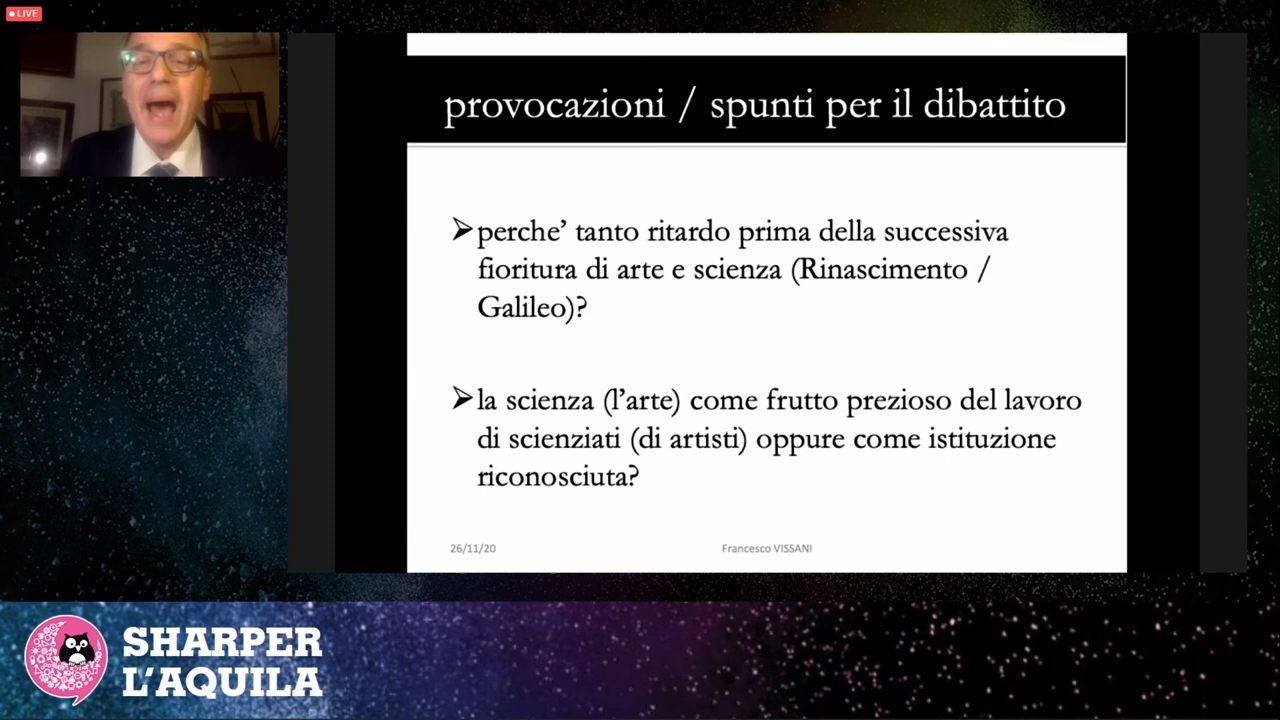 LIVE
provocazioni / spunti per il dibattito
perche’ tanto ritardo prima della successiva
fioritura di arte e scienza (Rinascimento /
Galileo)?
la scienza (l’arte) come frutto prezioso del lavoro
di scienziati (di artisti) oppure come istituzione
riconosciuta?
26/11/20
Francesco VISSANI
SHARPER
L’AQUILA